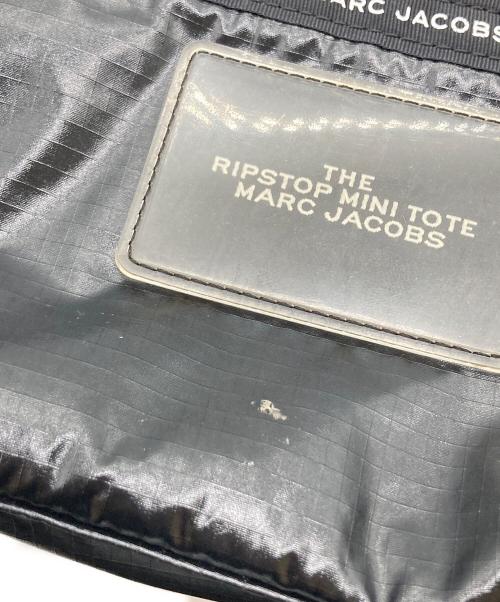 MARC JACOBS
THE
RIPSTOP MINI TOTE
MARC JACOBS